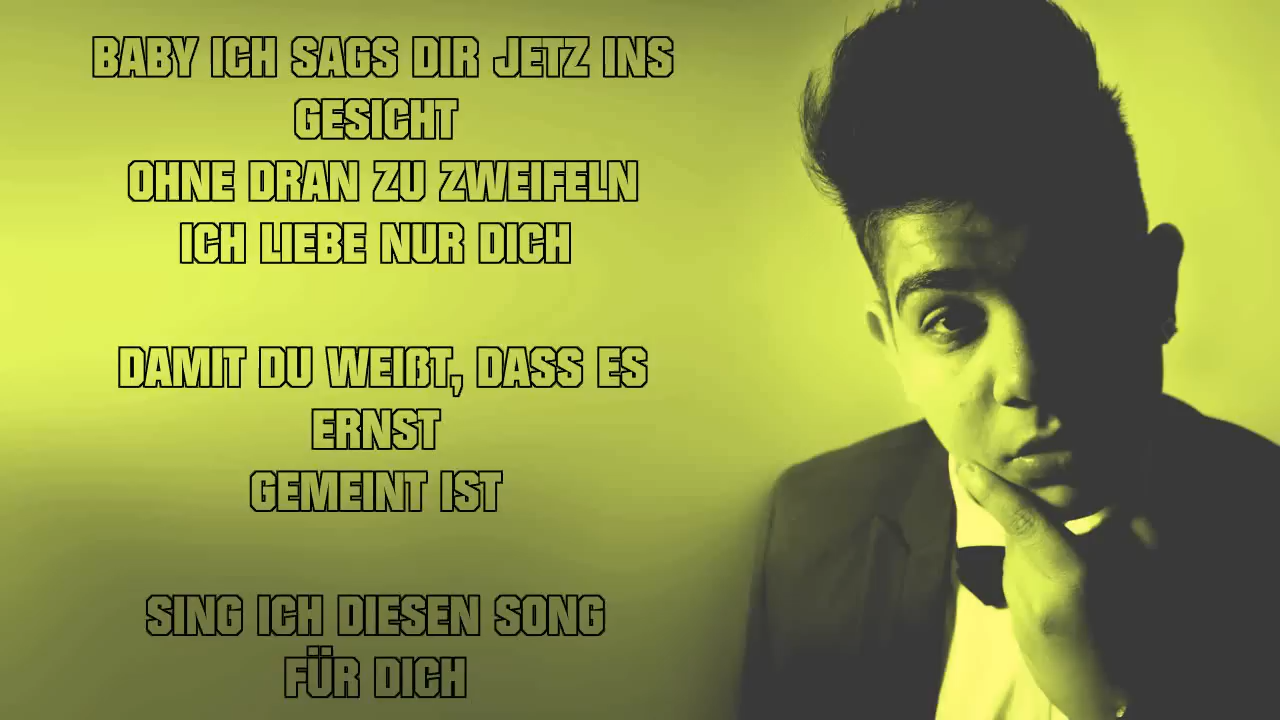 BABY ICH SAGS DIR JETZ INS
GESICHT
OHNE DRAN ZU ZWEIFELN
ICH LIEBE NUR DICH
DAMIT DU WEIßT, DASS ES
ERNST
GEMEINT IST
SING ICH DIESEN SONG
FÜR DICH